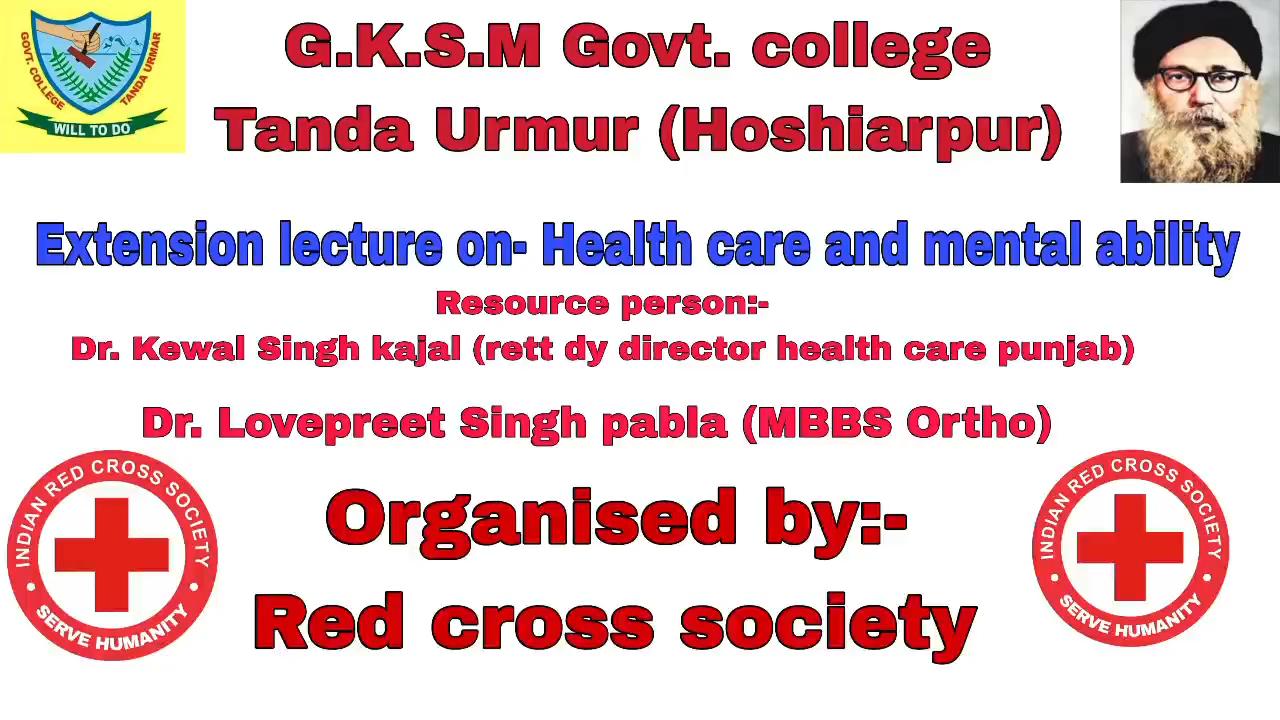 G.K.S.M Govt. college
Tanda Urmur (Hoshiarpur)
GOVT. COLLEGE TANDA URMAR
WILL TO DO
Extension lecture on- Health care and mental ability
Resource person:-
Dr. Kewal Singh kajal (rett dy director health care punjab)
Dr. Lovepreet Singh pabla (MBBS Ortho)
Organised by:-
Red cross society
INDIAN RED CROSS SOCIETY
SERVE HUMANITY
INDIAN RED CROSS SOCIETY
SERVE HUMANITY